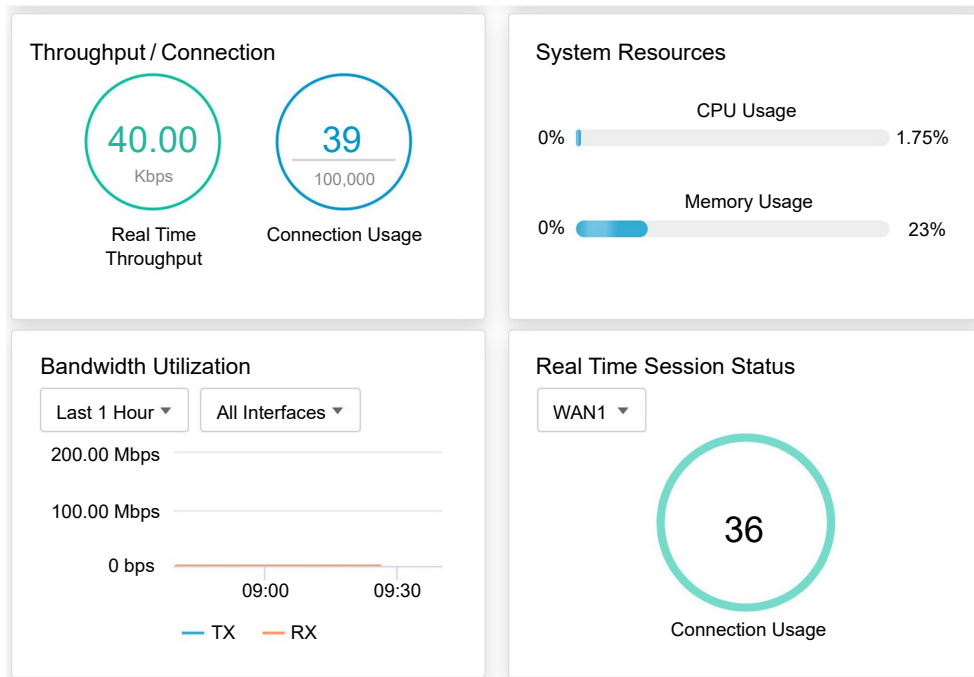 Throughput / Connection
40.00
Kbps
Real Time
Throughput
39
100,000
Connection Usage
System Resources
CPU Usage
0% 1.75%
Memory Usage
0% 23%
Bandwidth Utilization
Last 1 Hour All Interfaces
200.00 Mbps
100.00 Mbps
0 bps
09:00 09:30
TX RX
Real Time Session Status
WAN1
36
Connection Usage